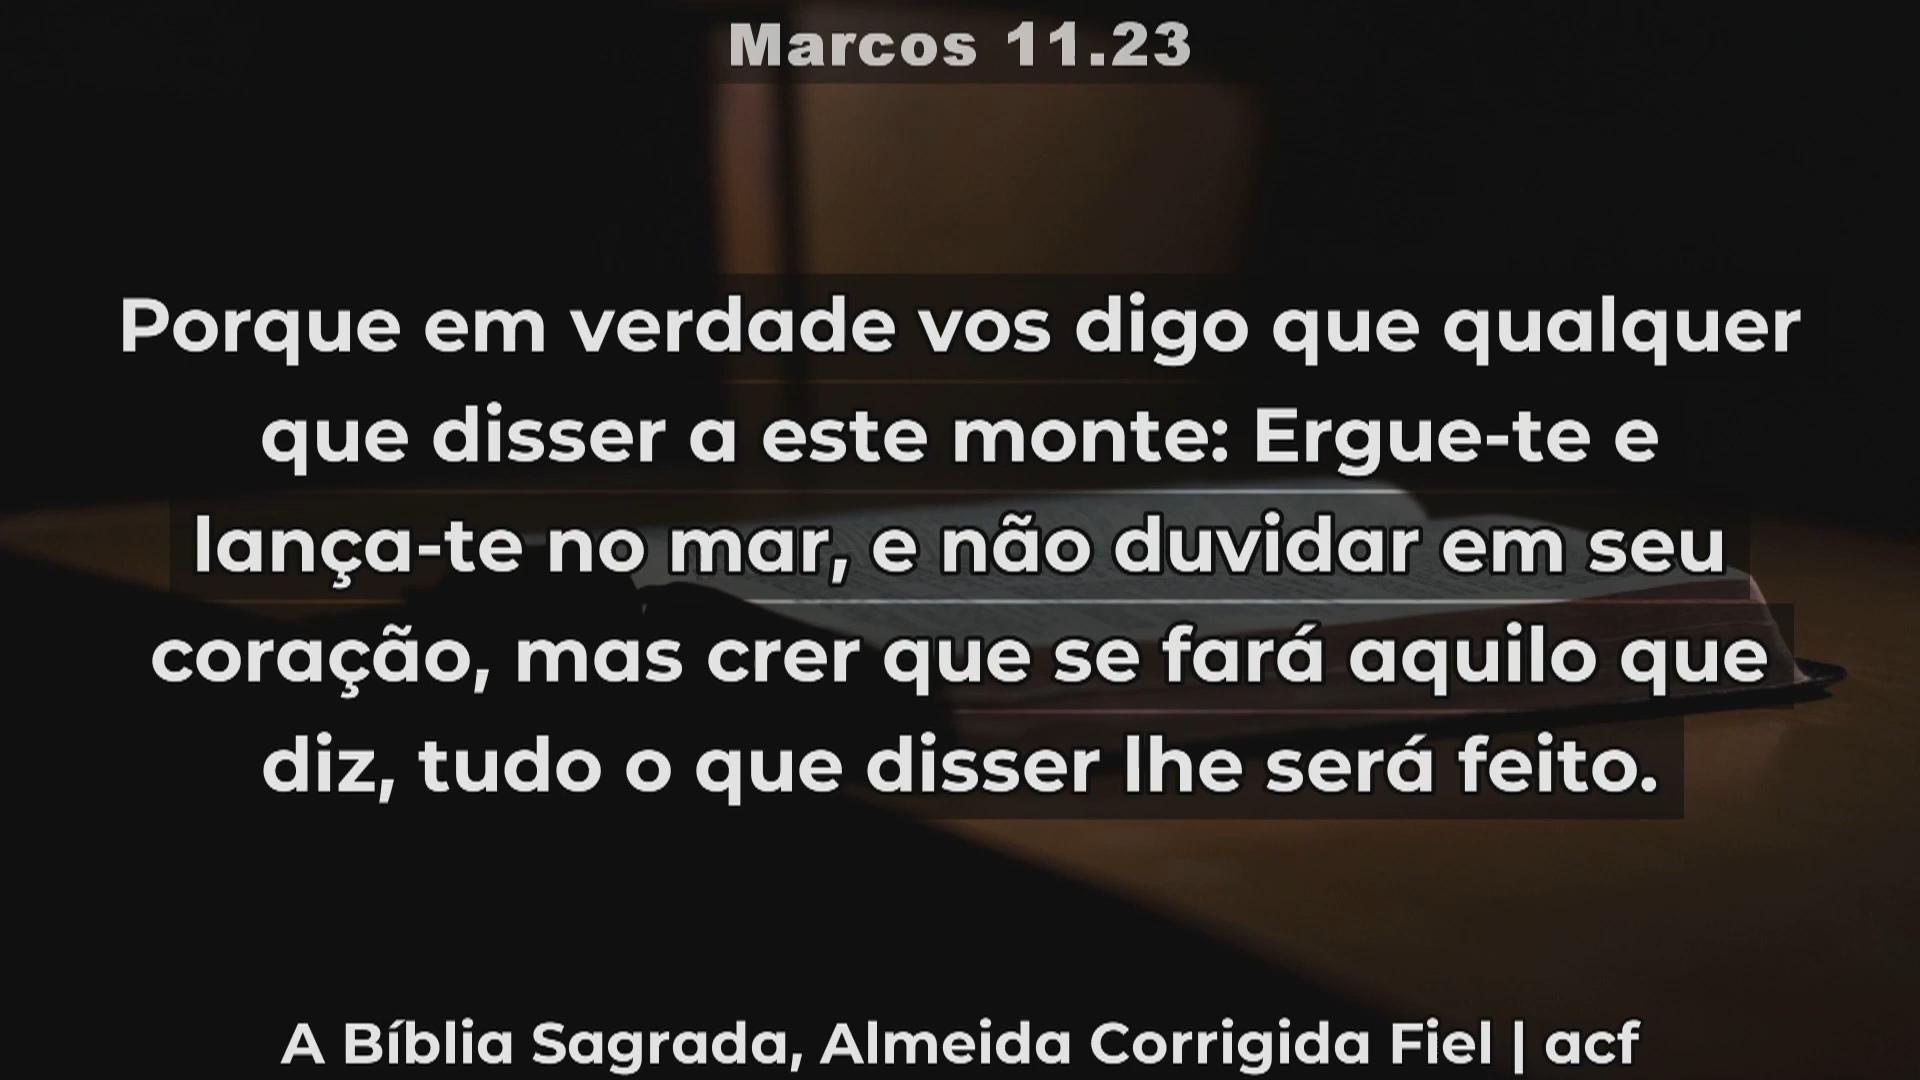 Marcos 11.23
Porque em verdade vos digo que qualquer
que disser a este monte: Ergue-te e
lança-te no mar, e não duvidar em seu
coração, mas crer que se fará aquilo que
diz, tudo o que disser lhe será feito.
A Bíblia Sagrada, Almeida Corrigida Fiel | acf